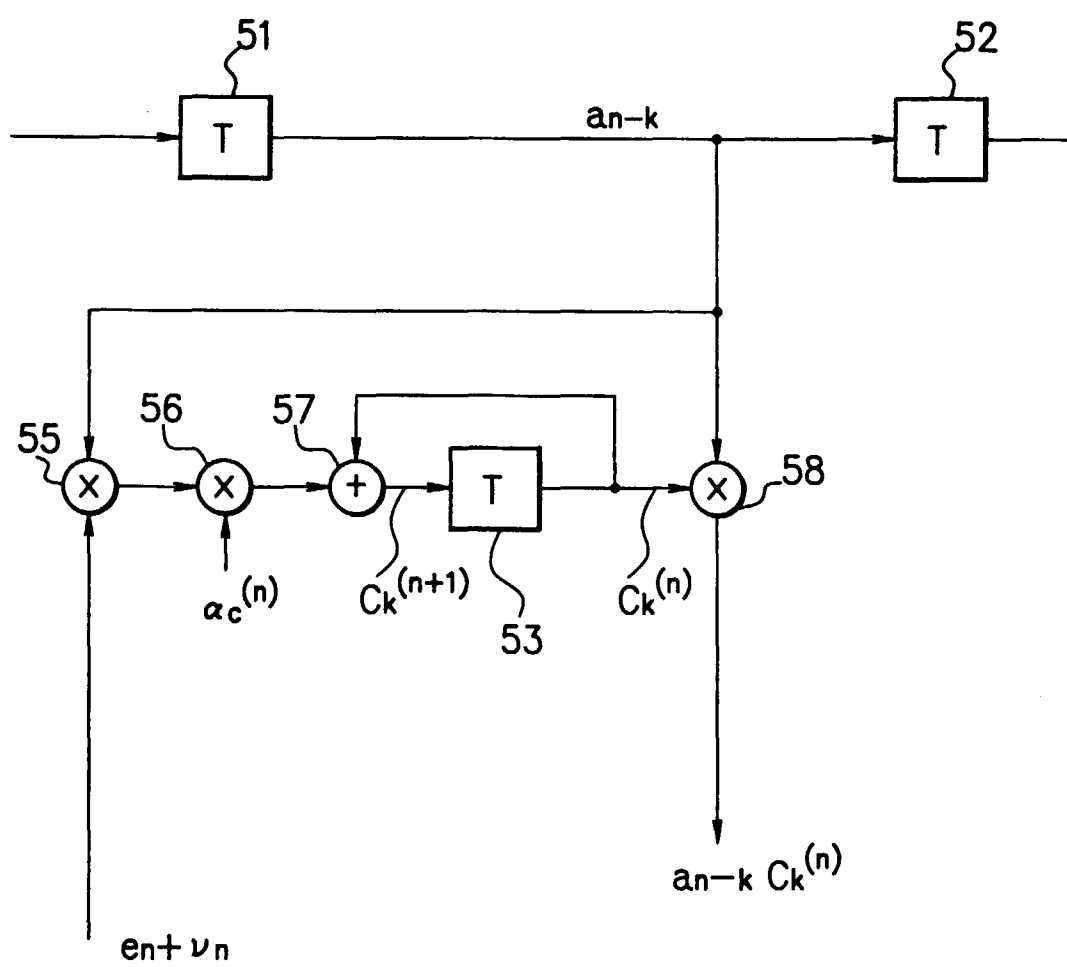 51
52
T
an-k
T
55
56
57
58
×
×
+
T
×
αc(n)
Ck(n+1)
53
Ck(n)
an-k Ck(n)
en+νn